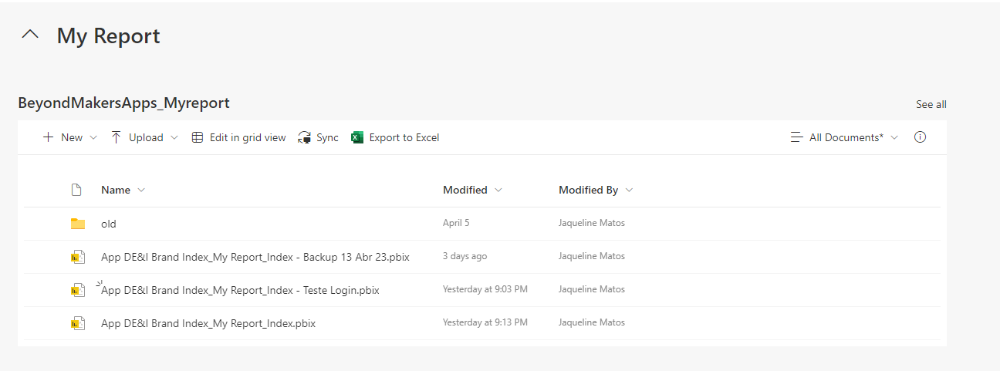 My Report
BeyondMakersApps_Myreport
See all
New Upload Edit in grid view Sync Export to Excel All Documents*
Name Modified Modified By
old April 5 Jaqueline Matos
App DE&I Brand Index_My Report_Index - Backup 13 Abr 23.pbix 3 days ago Jaqueline Matos
App DE&I Brand Index_My Report_Index - Teste Login.pbix Yesterday at 9:03 PM Jaqueline Matos
App DE&I Brand Index_My Report_Index.pbix Yesterday at 9:13 PM Jaqueline Matos